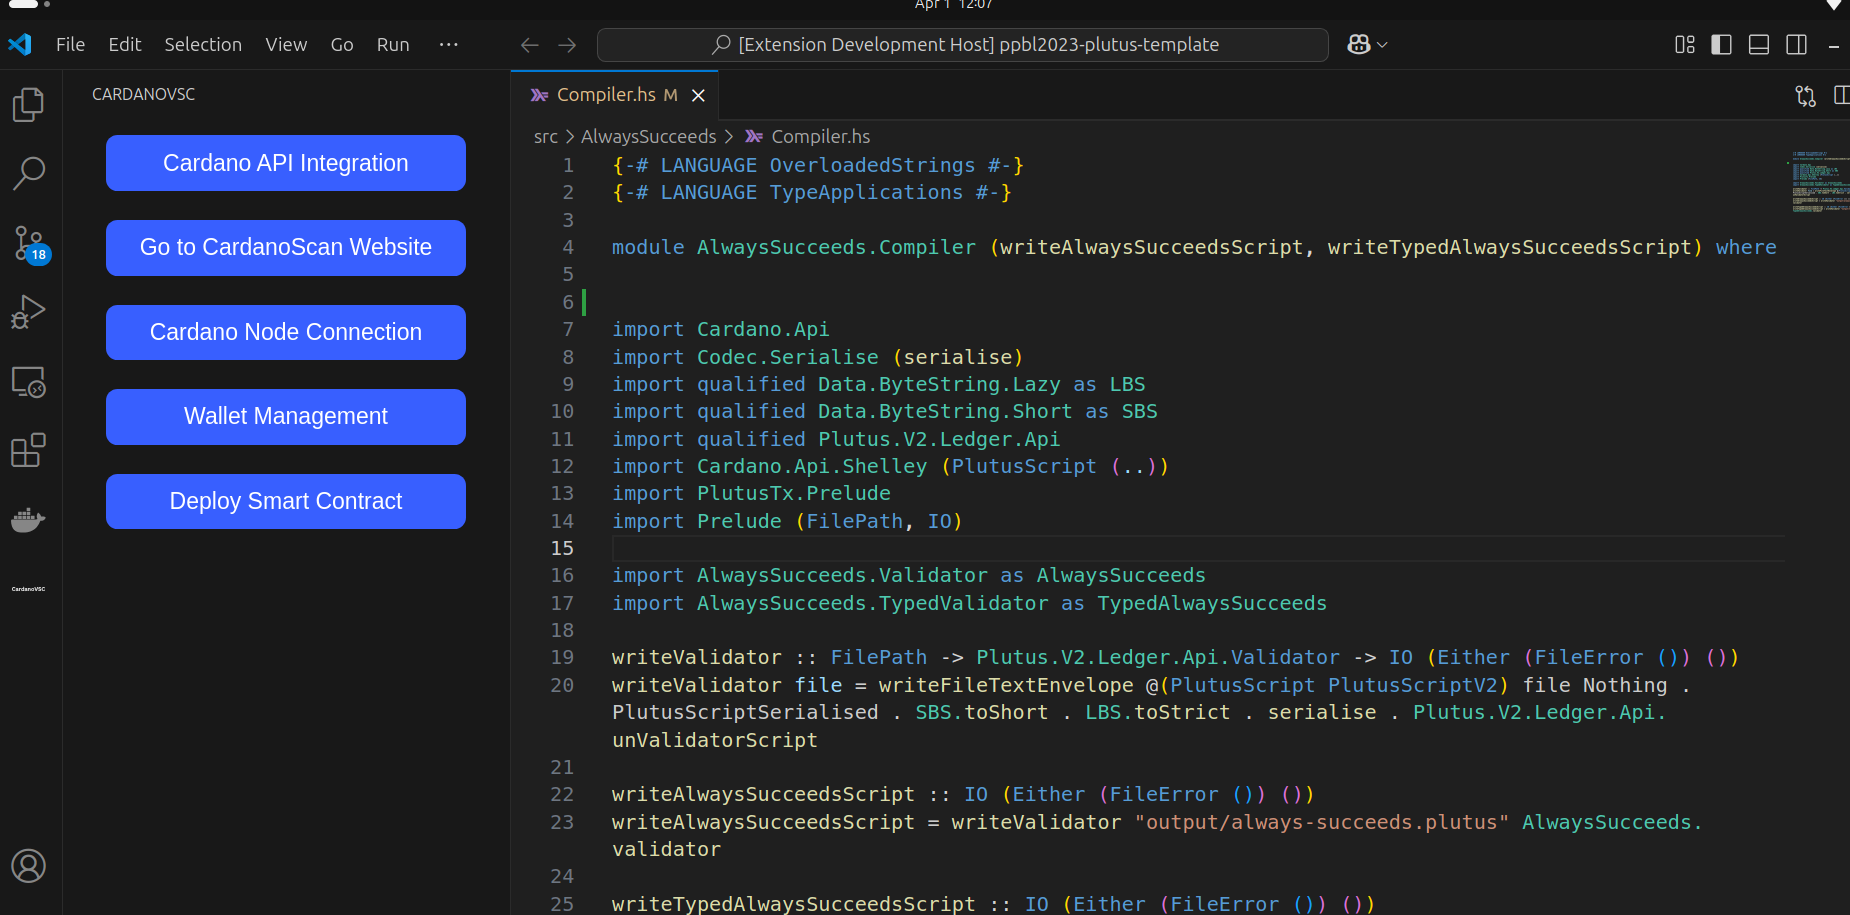 Apr 1 12:07
File Edit Selection View Go Run ···
[Extension Development Host] ppbl2023-plutus-template
CARDANOVSC
Cardano API Integration
Go to CardanoScan Website
Cardano Node Connection
Wallet Management
Deploy Smart Contract
18
CardanoVSC
Compiler.hs M
src > AlwaysSucceeds > Compiler.hs
1 {-# LANGUAGE OverloadedStrings #-}
2 {-# LANGUAGE TypeApplications #-}
3
4 module AlwaysSucceeds.Compiler (writeAlwaysSucceedsScript, writeTypedAlwaysSucceedsScript) where
5
6
7 import Cardano.Api
8 import Codec.Serialise (serialise)
9 import qualified Data.ByteString.Lazy as LBS
10 import qualified Data.ByteString.Short as SBS
11 import qualified Plutus.V2.Ledger.Api
12 import Cardano.Api.Shelley (PlutusScript (..))
13 import PlutusTx.Prelude
14 import Prelude (FilePath, IO)
15
16 import AlwaysSucceeds.Validator as AlwaysSucceeds
17 import AlwaysSucceeds.TypedValidator as TypedAlwaysSucceeds
18
19 writeValidator :: FilePath -> Plutus.V2.Ledger.Api.Validator -> IO (Either (FileError ()) ())
20 writeValidator file = writeFileTextEnvelope @(PlutusScript PlutusScriptV2) file Nothing .
PlutusScriptSerialised . SBS.toShort . LBS.toStrict . serialise . Plutus.V2.Ledger.Api.
unValidatorScript
21
22 writeAlwaysSucceedsScript :: IO (Either (FileError ()) ())
23 writeAlwaysSucceedsScript = writeValidator "output/always-succeeds.plutus" AlwaysSucceeds.
validator
24
25 writeTypedAlwaysSucceedsScript :: IO (Either (FileError ()) ())